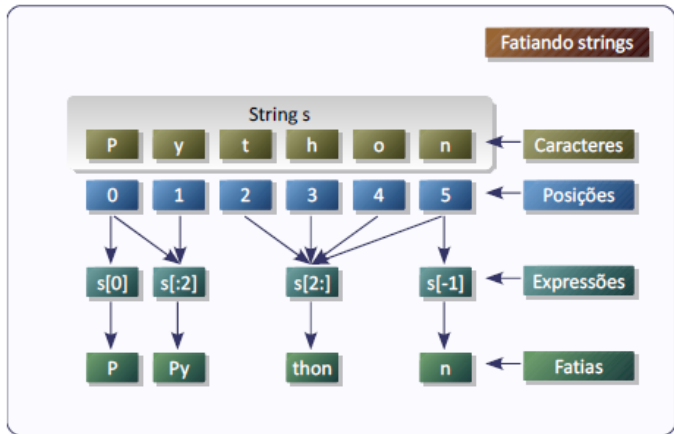 Fatiando strings
String s
P y t h o n Caracteres
0 1 2 3 4 5 Posições
s[0] s[:2] s[2:] s[-1] Expressões
P Py thon n Fatias